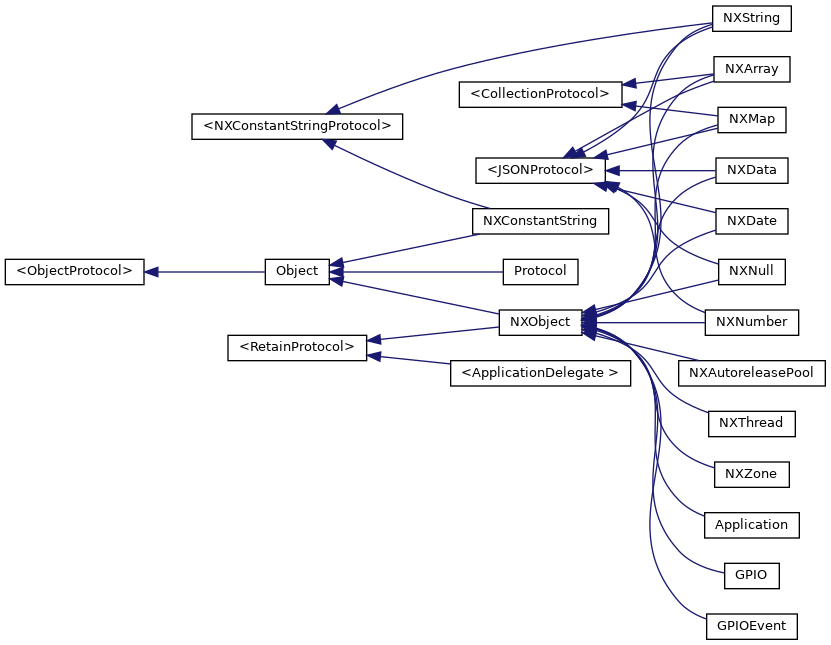 NXString
NXArray
<CollectionProtocol>
NXMap
<NXConstantStringProtocol>
<JSONProtocol>
NXData
NXConstantString
NXDate
<ObjectProtocol>
Object
Protocol
NXNull
NXObject
NXNumber
<RetainProtocol>
<ApplicationDelegate >
NXAutoreleasePool
NXThread
NXZone
Application
GPIO
GPIOEvent